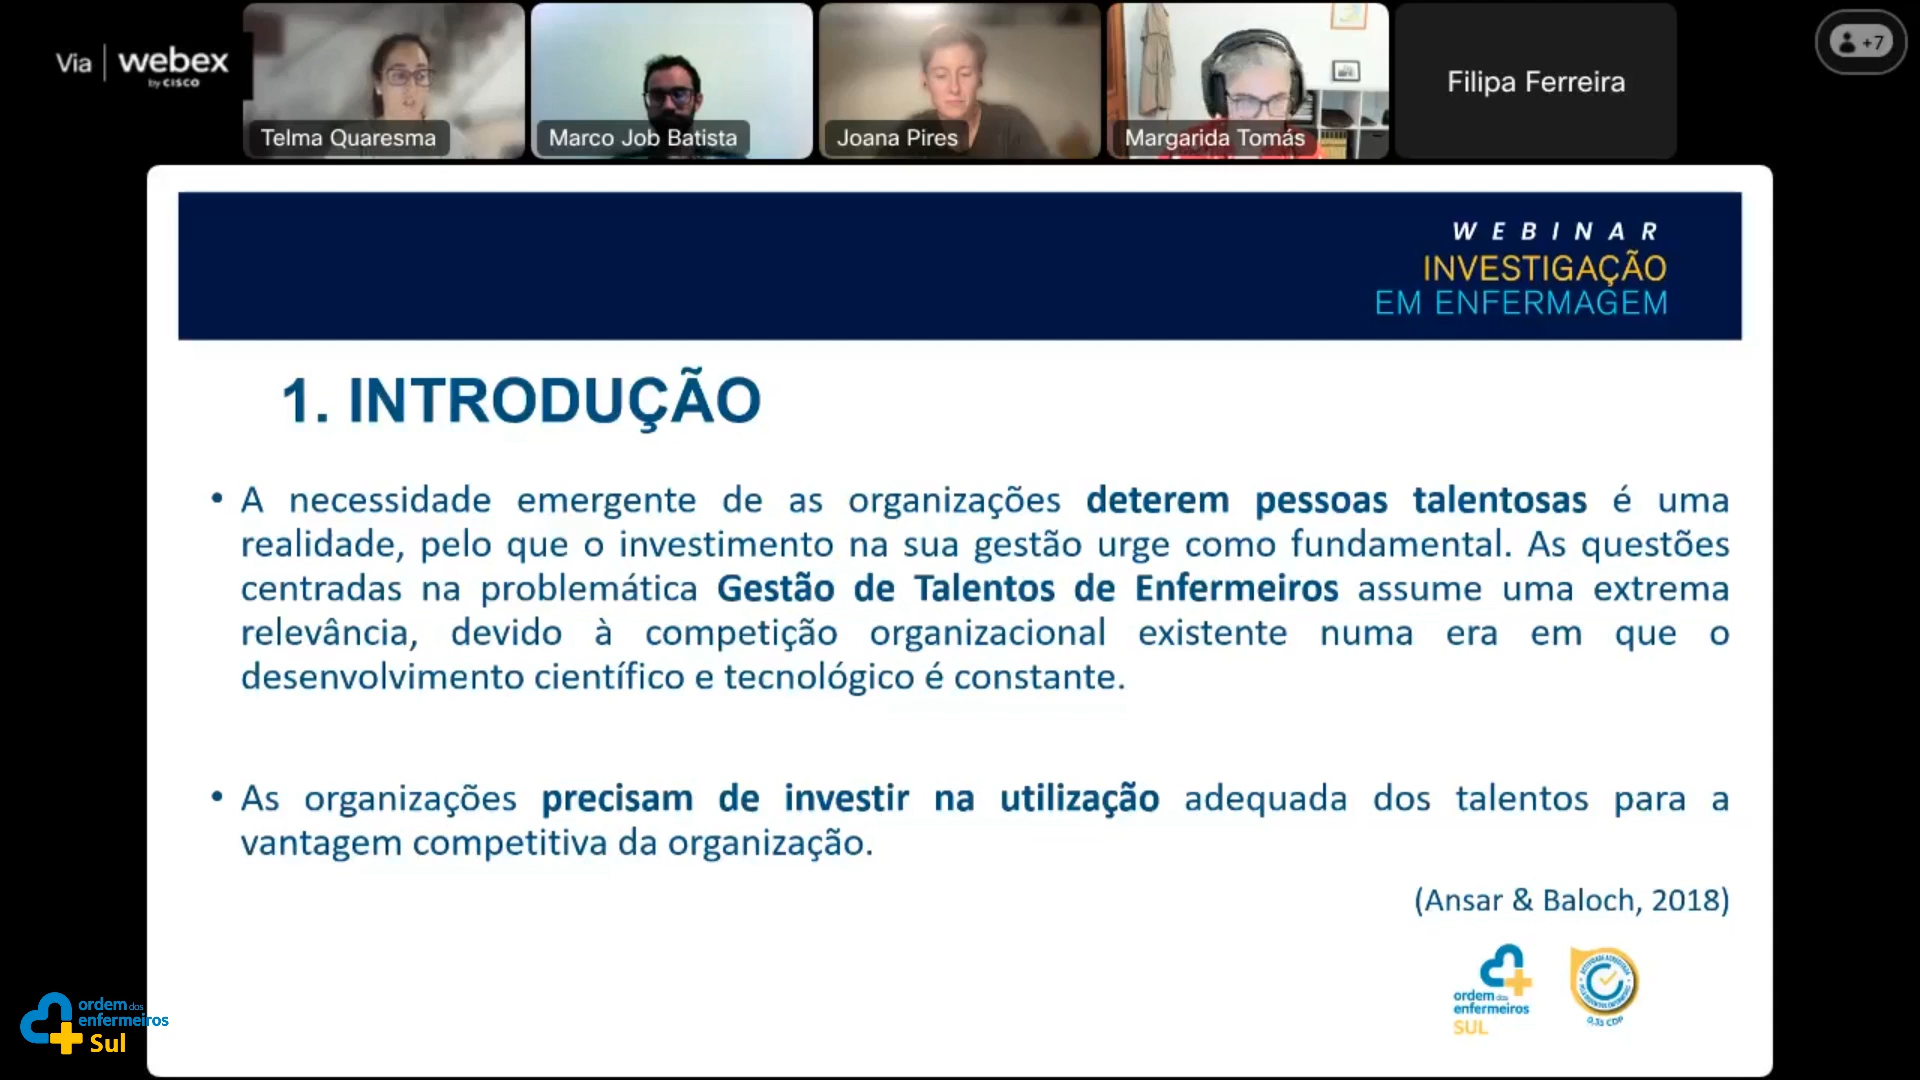 Via webex
by CISCO
Telma Quaresma
Marco Job Batista
Joana Pires
Margarida Tomás
Filipa Ferreira
+7
WEBINAR
INVESTIGAÇÃO
EM ENFERMAGEM
1. INTRODUÇÃO
• A necessidade emergente de as organizações deterem pessoas talentosas é uma
realidade, pelo que o investimento na sua gestão urge como fundamental. As questões
centradas na problemática Gestão de Talentos de Enfermeiros assume uma extrema
relevância, devido à competição organizacional existente numa era em que o
desenvolvimento científico e tecnológico é constante.
• As organizações precisam de investir na utilização adequada dos talentos para a
vantagem competitiva da organização.
(Ansar & Baloch, 2018)
ordem dos
enfermeiros
SUL
0,35 CDP
ordem dos
enfermeiros
Sul